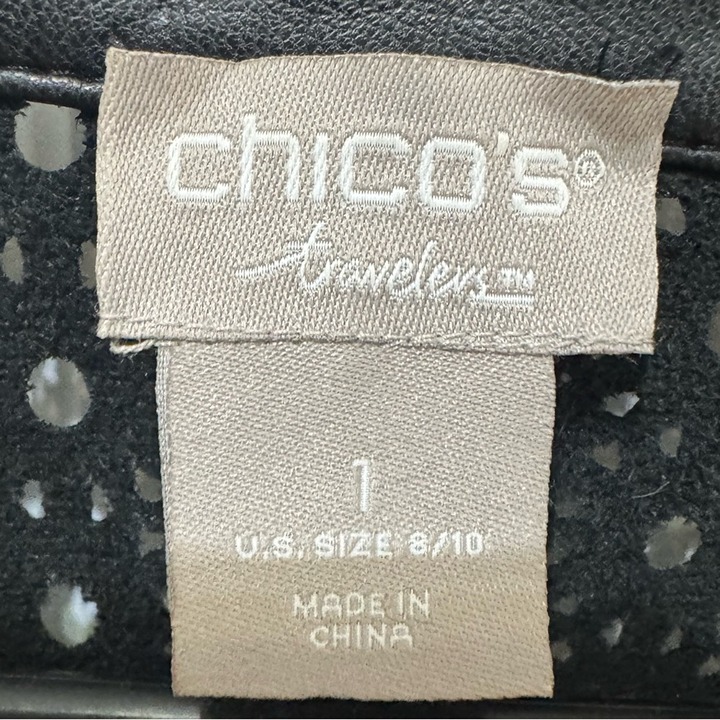 chico's®
travelers™
1
U.S. SIZE 8/10
MADE IN
CHINA